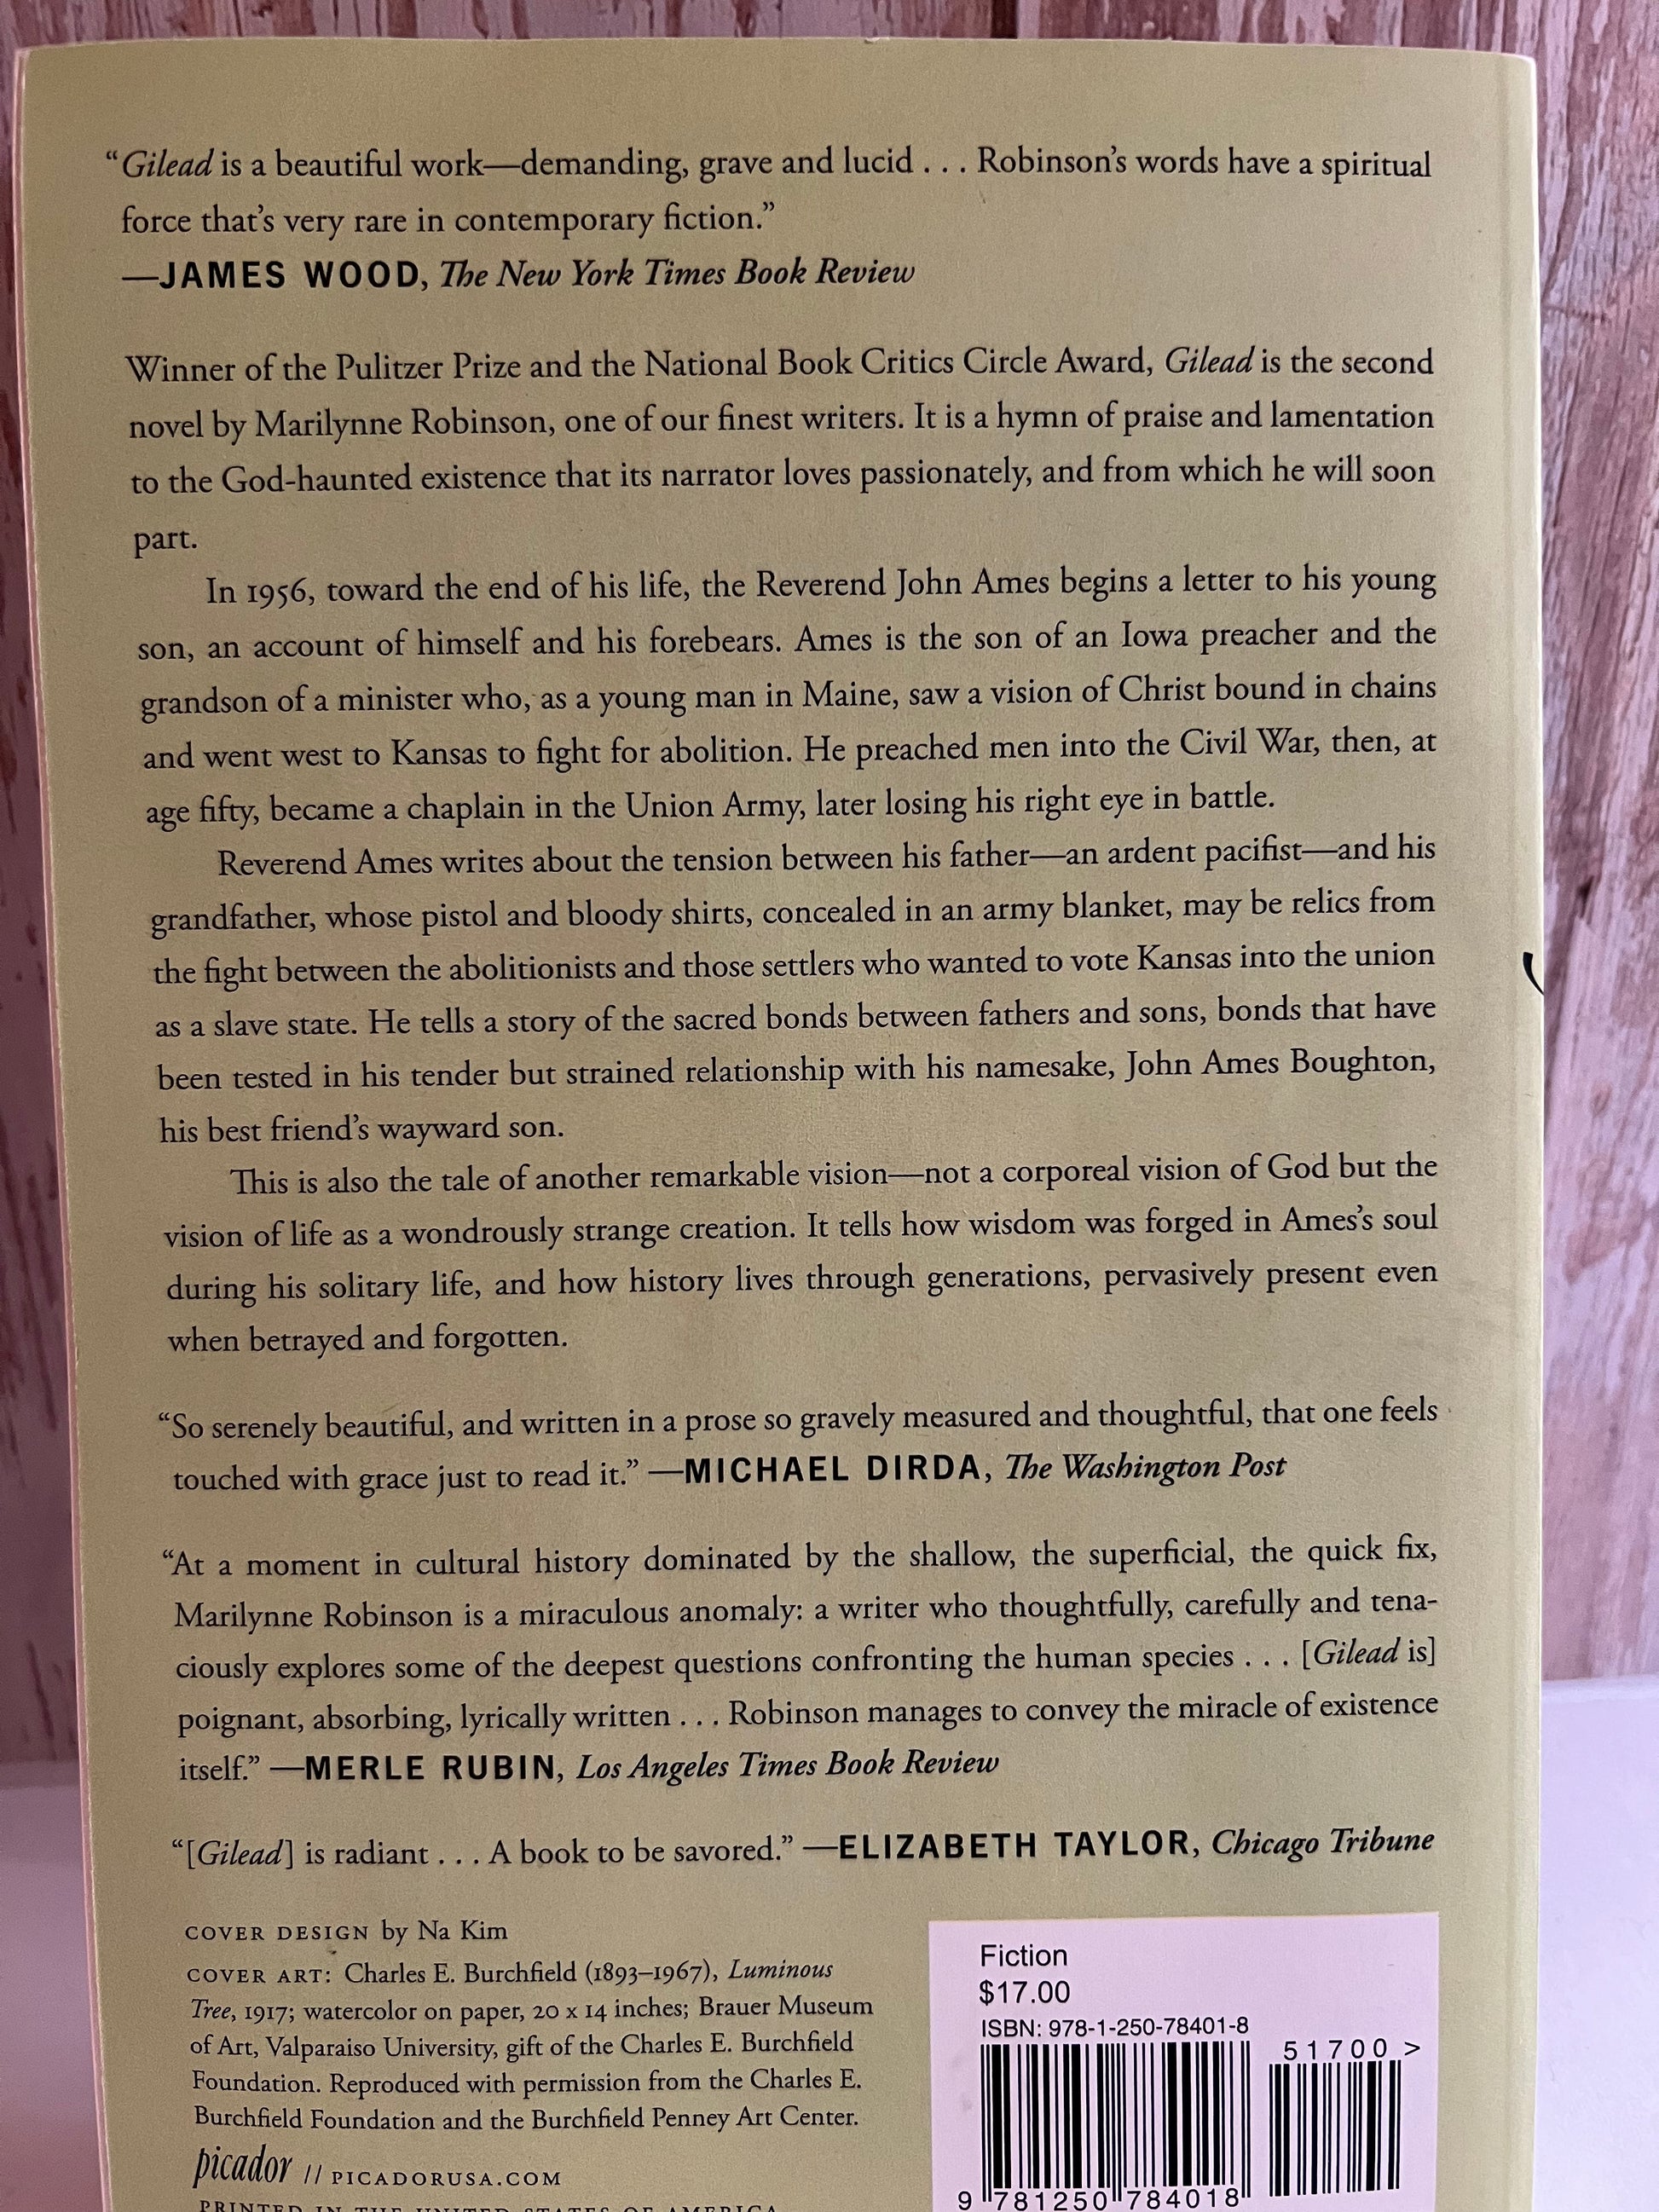 “Gilead is a beautiful work—demanding, grave and lucid . . . Robinson’s words have a spiritual
force that’s very rare in contemporary fiction.”
—JAMES WOOD, The New York Times Book Review
Winner of the Pulitzer Prize and the National Book Critics Circle Award, Gilead is the second
novel by Marilynne Robinson, one of our finest writers. It is a hymn of praise and lamentation
to the God-haunted existence that its narrator loves passionately, and from which he will soon
part.
In 1956, toward the end of his life, the Reverend John Ames begins a letter to his young
son, an account of himself and his forebears. Ames is the son of an Iowa preacher and the
grandson of a minister who, as a young man in Maine, saw a vision of Christ bound in chains
and went west to Kansas to fight for abolition. He preached men into the Civil War, then, at
age fifty, became a chaplain in the Union Army, later losing his right eye in battle.
Reverend Ames writes about the tension between his father—an ardent pacifist—and his
grandfather, whose pistol and bloody shirts, concealed in an army blanket, may be relics from
the fight between the abolitionists and those settlers who wanted to vote Kansas into the union
as a slave state. He tells a story of the sacred bonds between fathers and sons, bonds that have
been tested in his tender but strained relationship with his namesake, John Ames Boughton,
his best friend’s wayward son.
This is also the tale of another remarkable vision—not a corporeal vision of God but the
vision of life as a wondrously strange creation. It tells how wisdom was forged in Ames’s soul
during his solitary life, and how history lives through generations, pervasively present even
when betrayed and forgotten.
“So serenely beautiful, and written in a prose so gravely measured and thoughtful, that one feels
touched with grace just to read it.” —MICHAEL DIRDA, The Washington Post
“At a moment in cultural history dominated by the shallow, the superficial, the quick fix,
Marilynne Robinson is a miraculous anomaly: a writer who thoughtfully, carefully and tena-
ciously explores some of the deepest questions confronting the human species . . . [Gilead is]
poignant, absorbing, lyrically written . . . Robinson manages to convey the miracle of existence
itself.” —MERLE RUBIN, Los Angeles Times Book Review
“[Gilead] is radiant . . . A book to be savored.” —ELIZABETH TAYLOR, Chicago Tribune
COVER DESIGN by Na Kim
COVER ART: Charles E. Burchfield (1893–1967), Luminous
Tree, 1917; watercolor on paper, 20 x 14 inches; Brauer Museum
of Art, Valparaiso University, gift of the Charles E. Burchfield
Foundation. Reproduced with permission from the Charles E.
Burchfield Foundation and the Burchfield Penney Art Center.
picador // PICADORUSA.COM
PRINTED IN THE UNITED STATES OF AMERICA
Fiction
$17.00
ISBN: 978-1-250-78401-8
51700 >
9 781250 784018